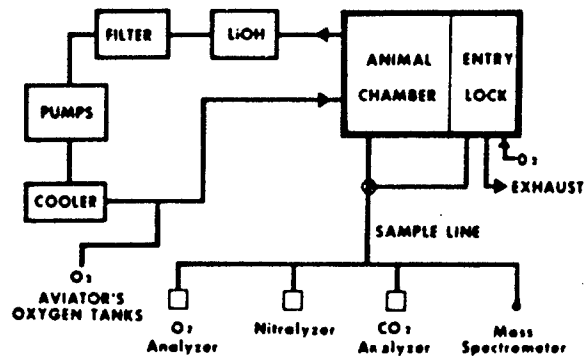 FILTER
LiOH
ANIMAL
CHAMBER
ENTRY
LOCK
PUMPS
COOLER
O₂
EXHAUST
SAMPLE LINE
O₂
AVIATOR'S
OXYGEN TANKS
O₂
Analyzer
Nitralyzer
CO₂
Analyzer
Mass
Spectrometer